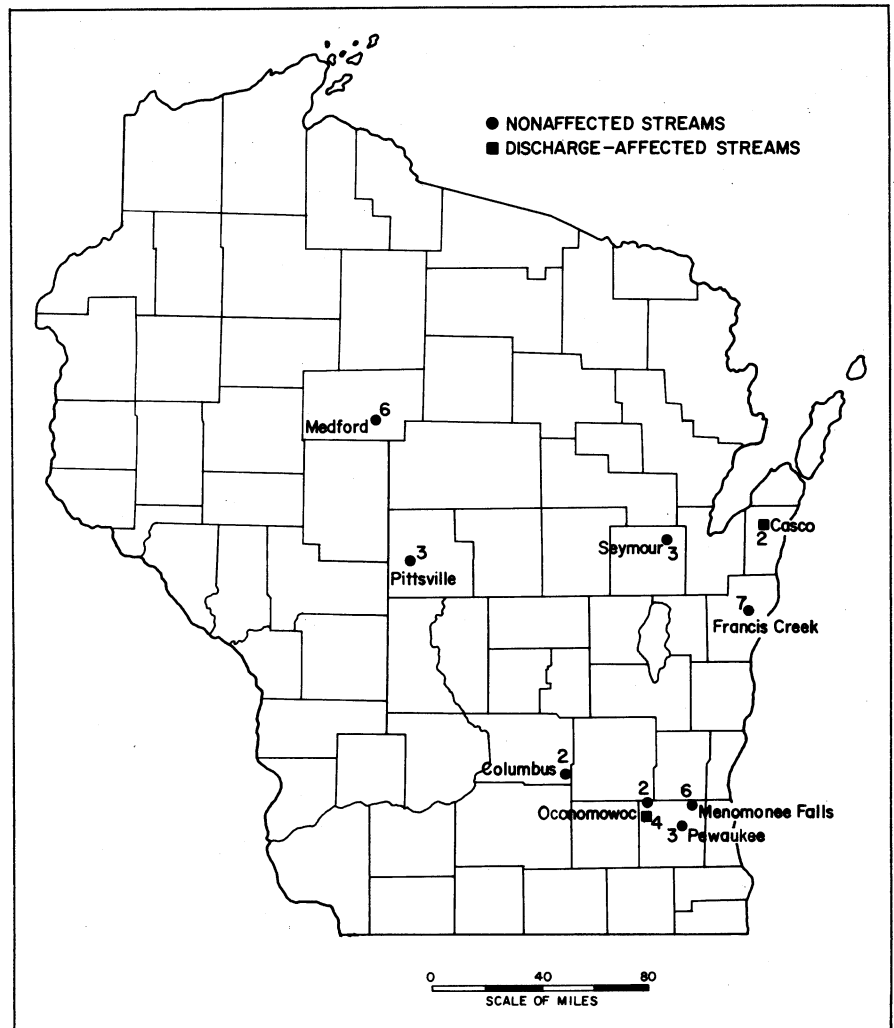 ● NONAFFECTED STREAMS
■ DISCHARGE-AFFECTED STREAMS
6
Medford
3
Pittsville
Seymour
3
Casco
2
7
Francis Creek
2
Columbus
2
6
Oconomowoc
4
Menomonee Falls
3
Pewaukee
0 40 80
SCALE OF MILES